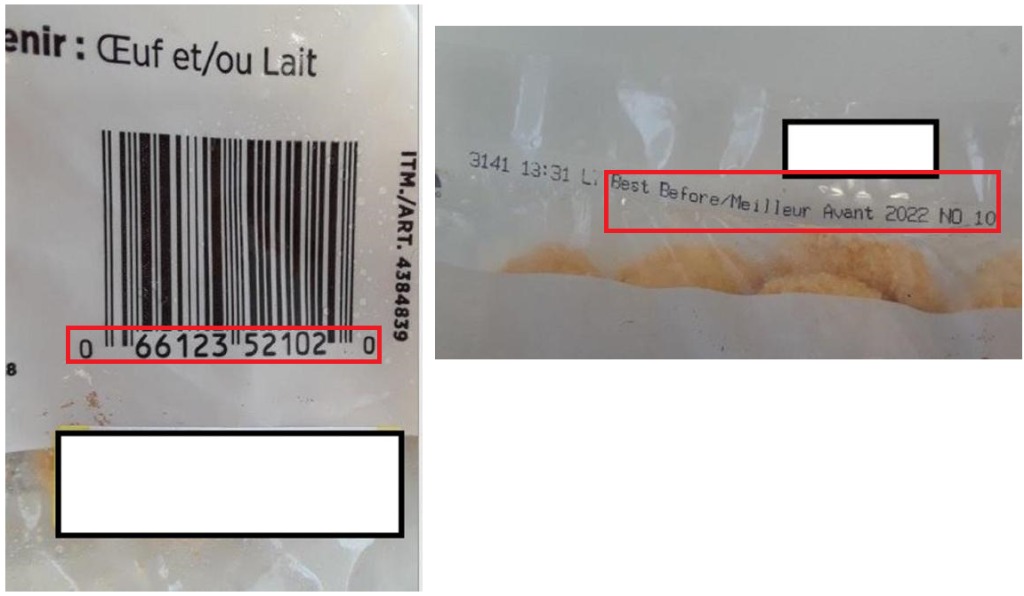 enir : Œuf et/ou Lait
ITM./ART. 4384839
0 66123 52102 0
8
3141 13:31
Best Before/Meilleur Avant 2022 NO 10